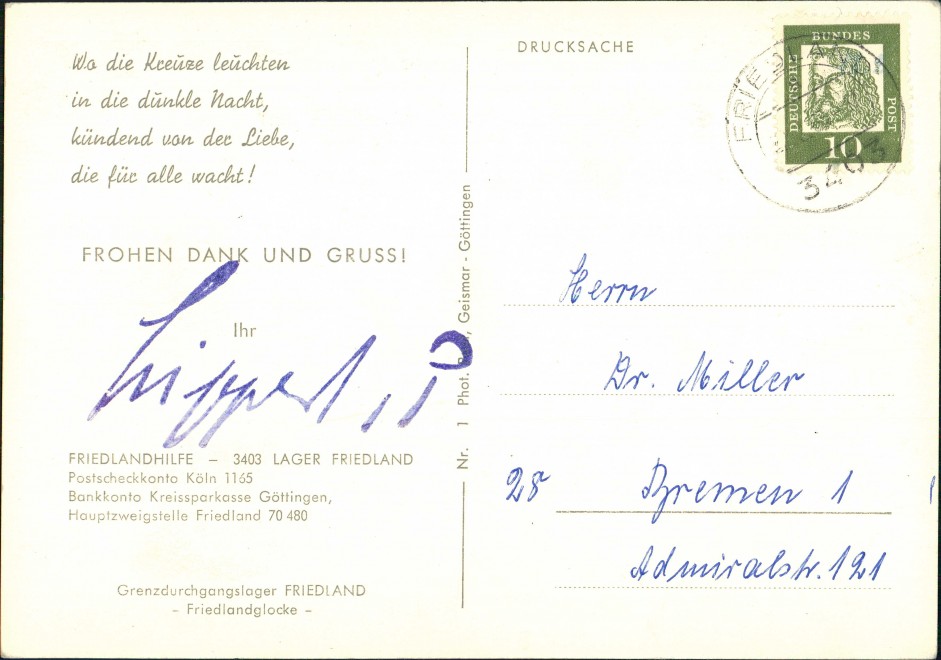 Wo die Kreuze leuchten
in die dunkle Nacht,
kündend von der Liebe,
die für alle wacht!
FROHEN DANK UND GRUSS!
Ihr
Lippert,
FRIEDLANDHILFE – 3403 LAGER FRIEDLAND
Postscheckkonto Köln 1165
Bankkonto Kreissparkasse Göttingen,
Hauptzweigstelle Friedland 70 480
Grenzdurchgangslager FRIEDLAND
- Friedlandglocke -
Nr. 1 Phot. Geismar - Göttingen
DRUCKSACHE
DEUTSCHE BUNDES POST
10
3403
Herrn
Dr. Miller
28 Bremen 1
Admiralstr. 121